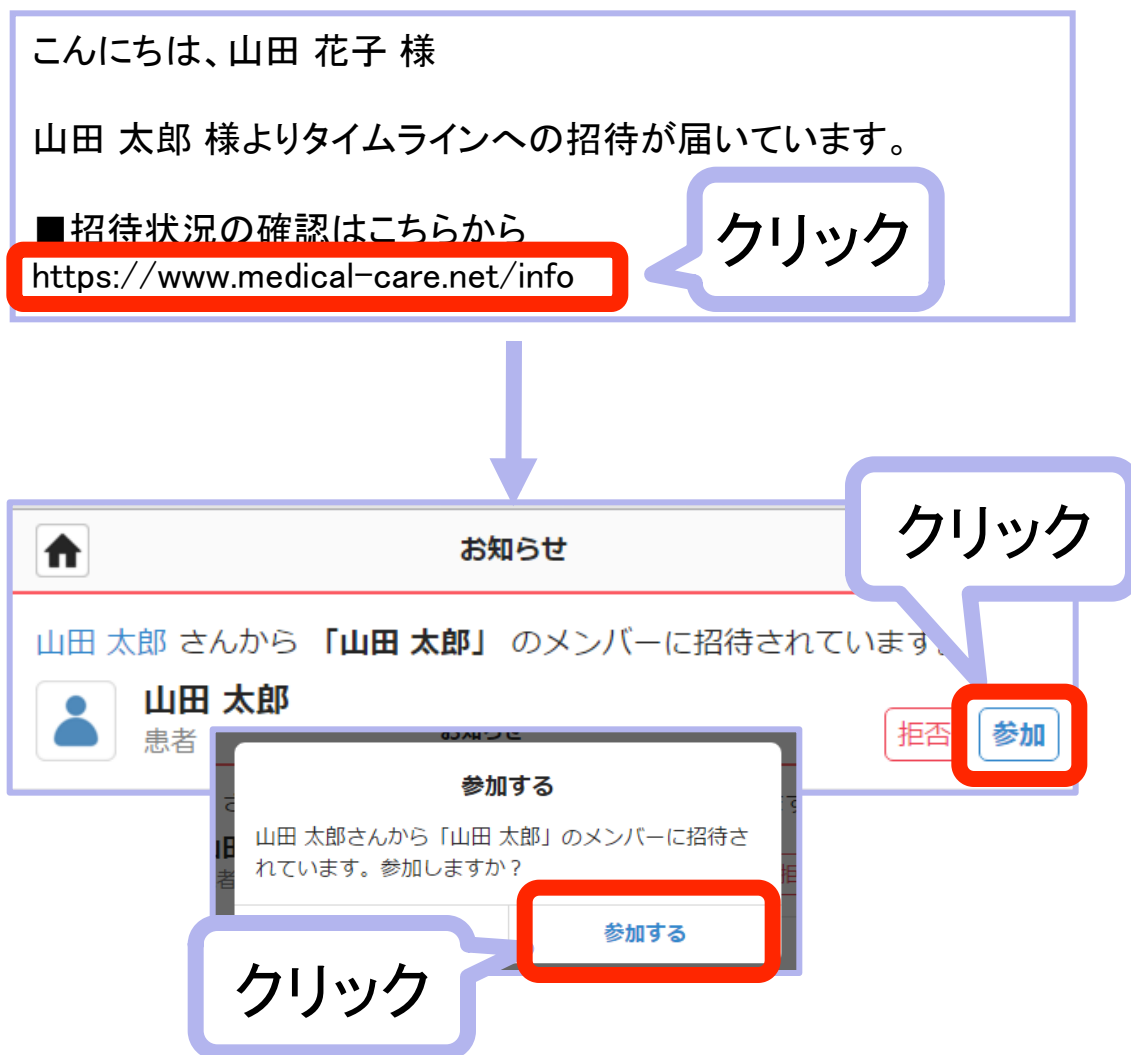 こんにちは、山田 花子 様
山田 太郎 様よりタイムラインへの招待が届いています。
■招待状況の確認はこちらから
https://www.medical-care.net/info
クリック
クリック
お知らせ
山田 太郎 さんから 「山田 太郎」 のメンバーに招待されています。
山田 太郎
患者
拒否
参加
お知らせ
参加する
山田 太郎さんから「山田 太郎」のメンバーに招待さ
れています。参加しますか？
参加する
クリック